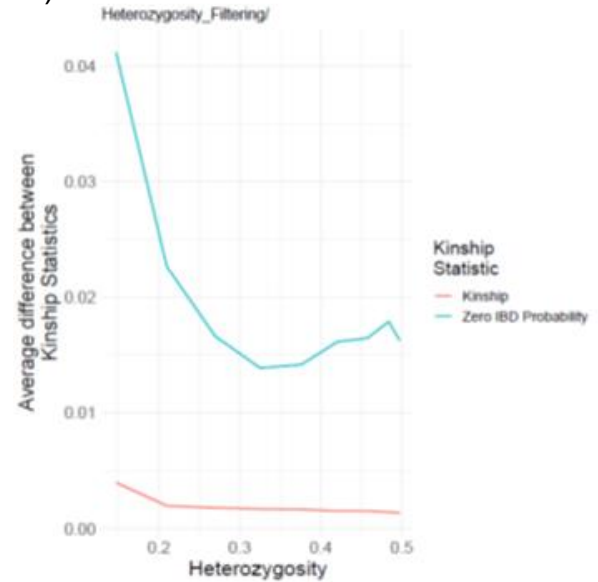 Heterozygosity_Filtering/
Average difference between
Kinship Statistics
0.04
0.03
0.02
0.01
0.00
0.2 0.3 0.4 0.5
Heterozygosity
Kinship
Statistic
Kinship
Zero IBD Probability